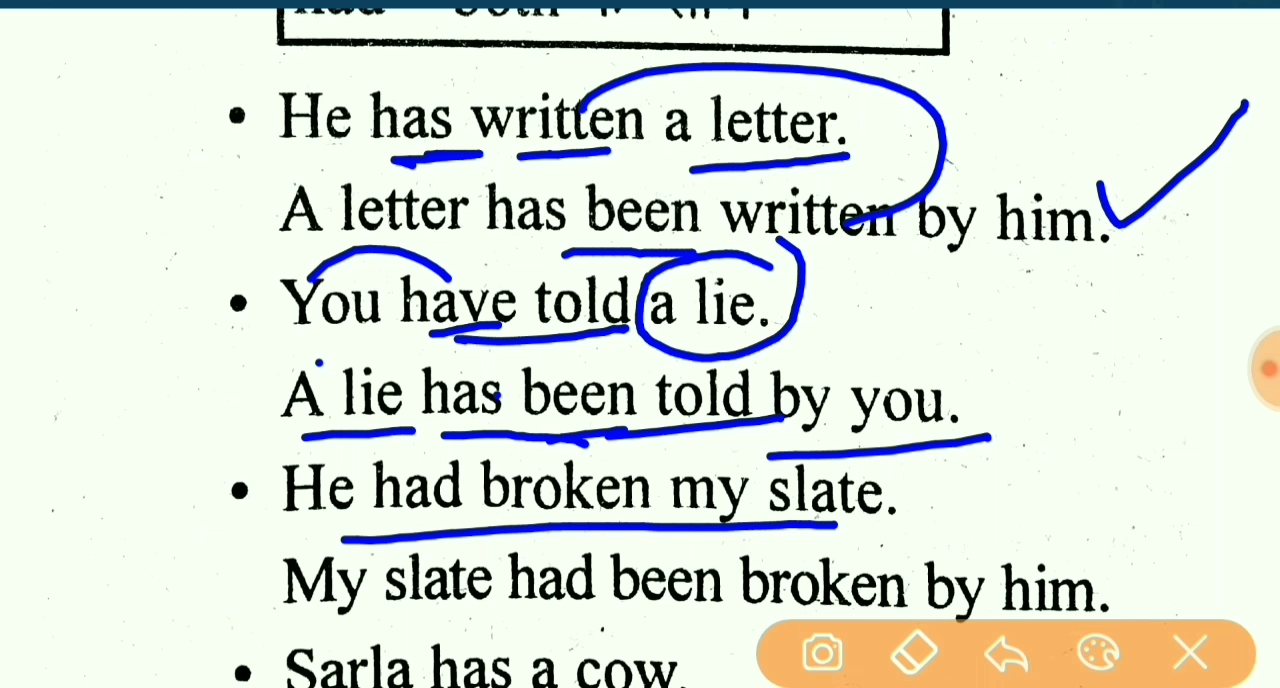 • He has written a letter.
A letter has been written by him.
• You have told a lie.
A lie has been told by you.
• He had broken my slate.
My slate had been broken by him.
• Sarla has a cow.